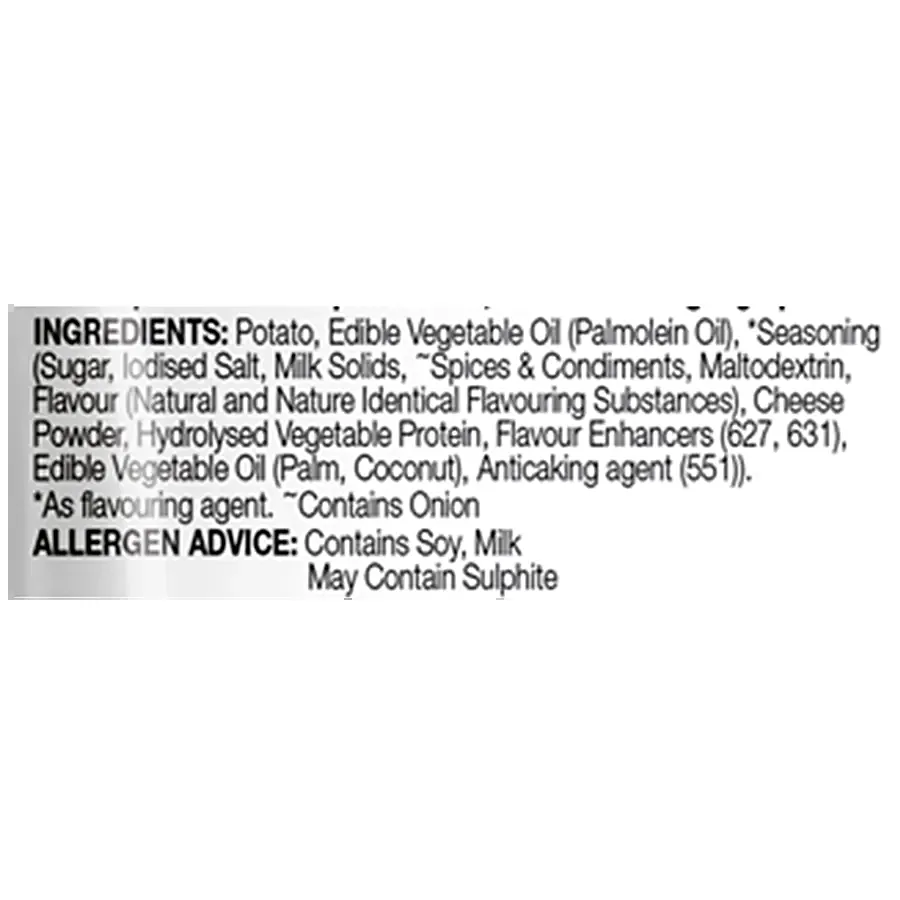 INGREDIENTS: Potato, Edible Vegetable Oil (Palmolein Oil), *Seasoning
(Sugar, Iodised Salt, Milk Solids, ~Spices & Condiments, Maltodextrin,
Flavour (Natural and Nature Identical Flavouring Substances), Cheese
Powder, Hydrolysed Vegetable Protein, Flavour Enhancers (627, 631),
Edible Vegetable Oil (Palm, Coconut), Anticaking agent (551)).
*As flavouring agent. ~Contains Onion
ALLERGEN ADVICE: Contains Soy, Milk
May Contain Sulphite